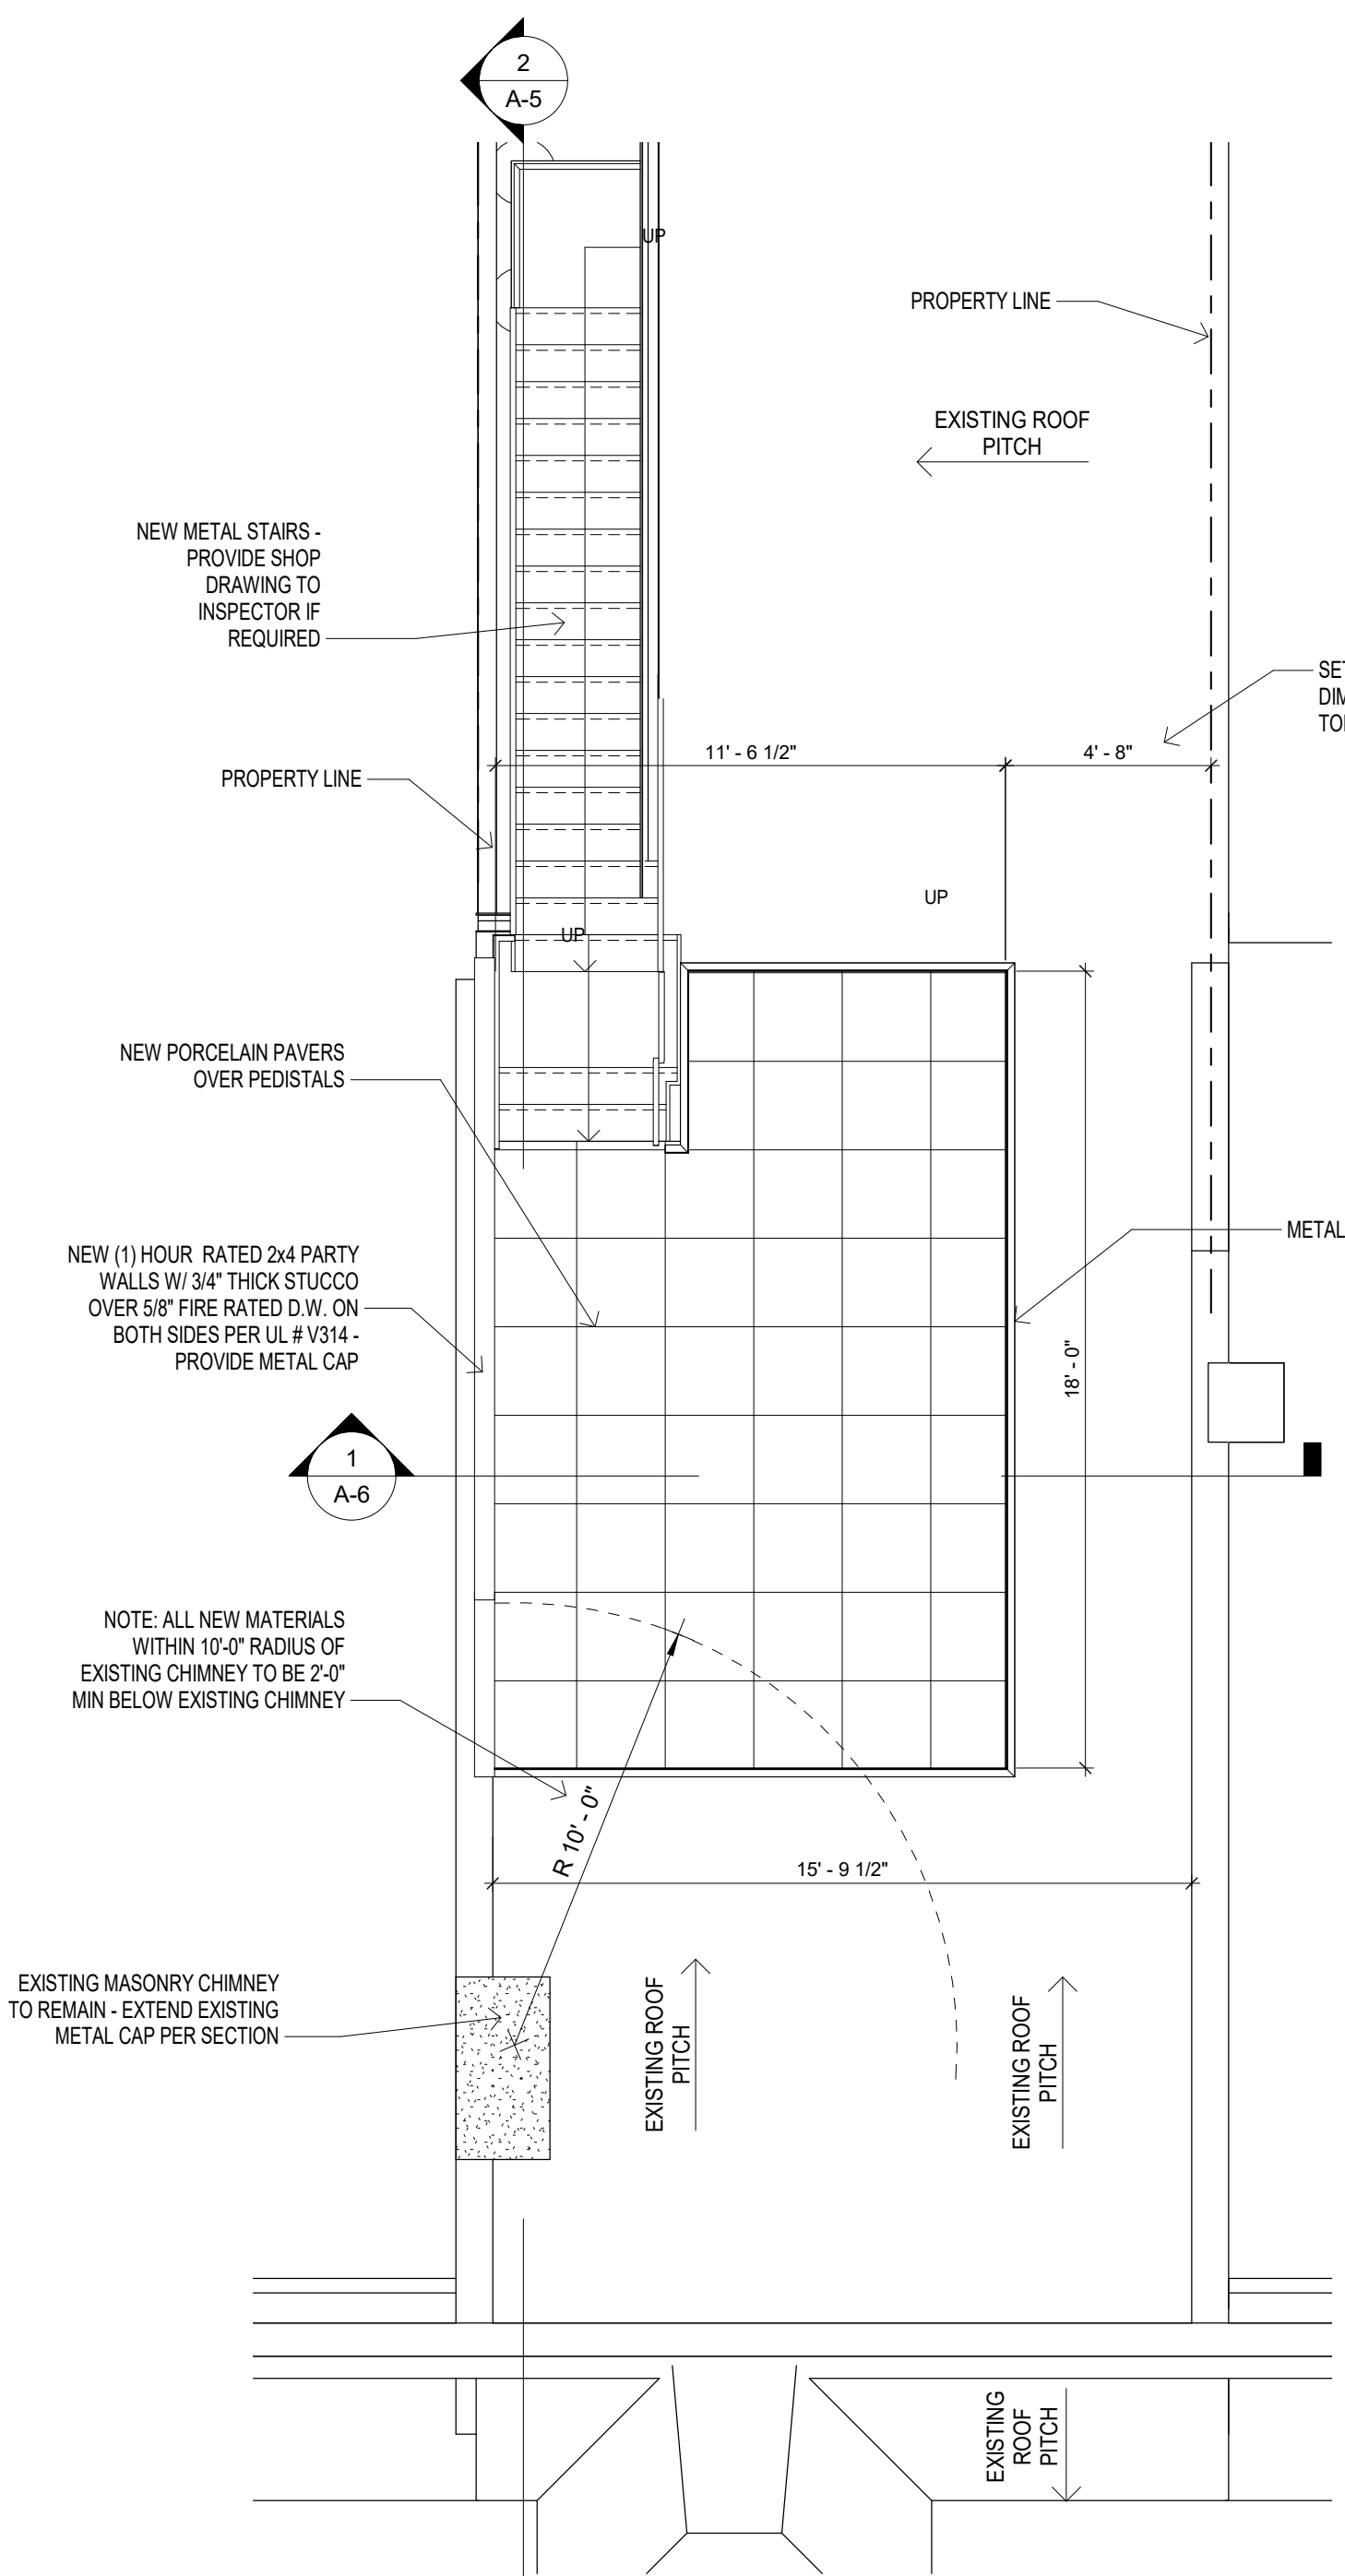 2
A-5
UP
PROPERTY LINE
EXISTING ROOF
PITCH
NEW METAL STAIRS -
PROVIDE SHOP
DRAWING TO
INSPECTOR IF
REQUIRED
11' - 6 1/2"
4' - 8"
PROPERTY LINE
UP
UP
NEW PORCELAIN PAVERS
OVER PEDISTALS
METAL
NEW (1) HOUR RATED 2x4 PARTY
WALLS W/ 3/4" THICK STUCCO
OVER 5/8" FIRE RATED D.W. ON
BOTH SIDES PER UL # V314 -
PROVIDE METAL CAP
18' - 0"
1
A-6
NOTE: ALL NEW MATERIALS
WITHIN 10'-0" RADIUS OF
EXISTING CHIMNEY TO BE 2'-0"
MIN BELOW EXISTING CHIMNEY
R 10' - 0"
15' - 9 1/2"
EXISTING MASONRY CHIMNEY
TO REMAIN - EXTEND EXISTING
METAL CAP PER SECTION
EXISTING ROOF
PITCH
EXISTING ROOF
PITCH
EXISTING
ROOF
PITCH